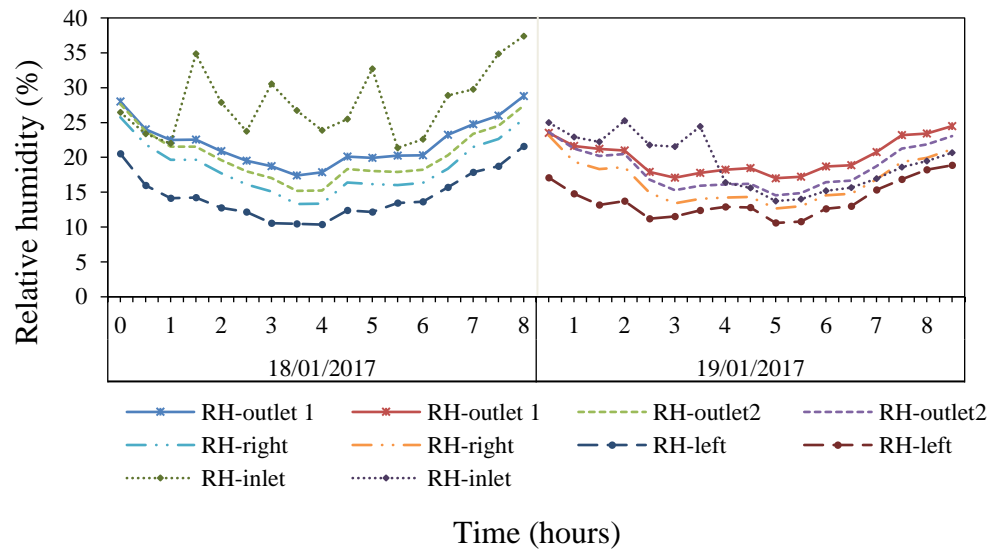 Relative humidity (%)
40
35
30
25
20
15
10
5
0
0 1 2 3 4 5 6 7 8 1 2 3 4 5 6 7 8
18/01/2017 19/01/2017
RH-outlet 1 RH-outlet 1 RH-outlet2 RH-outlet2
RH-right RH-right RH-left RH-left
RH-inlet RH-inlet
Time (hours)